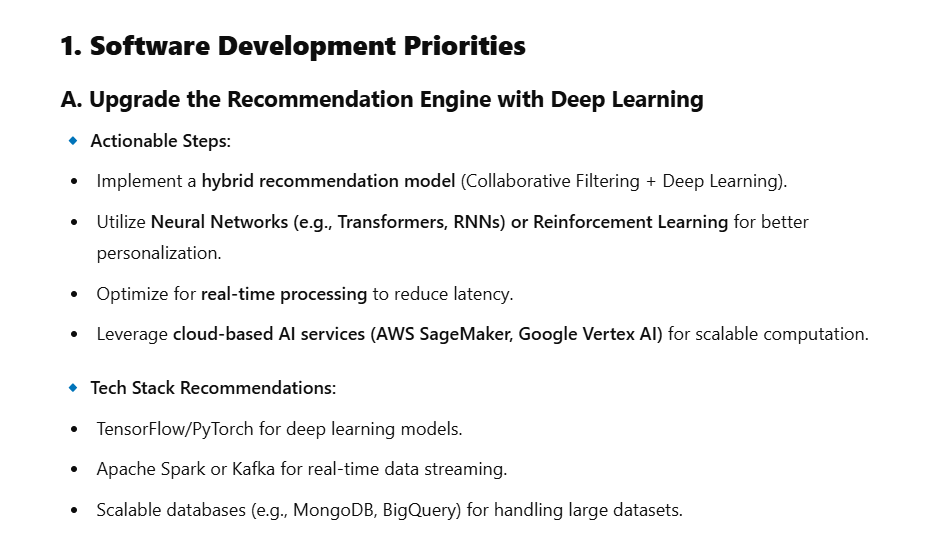 1. Software Development Priorities
A. Upgrade the Recommendation Engine with Deep Learning
Actionable Steps:
• Implement a hybrid recommendation model (Collaborative Filtering + Deep Learning).
• Utilize Neural Networks (e.g., Transformers, RNNs) or Reinforcement Learning for better
personalization.
• Optimize for real-time processing to reduce latency.
• Leverage cloud-based AI services (AWS SageMaker, Google Vertex AI) for scalable computation.
Tech Stack Recommendations:
• TensorFlow/PyTorch for deep learning models.
• Apache Spark or Kafka for real-time data streaming.
• Scalable databases (e.g., MongoDB, BigQuery) for handling large datasets.